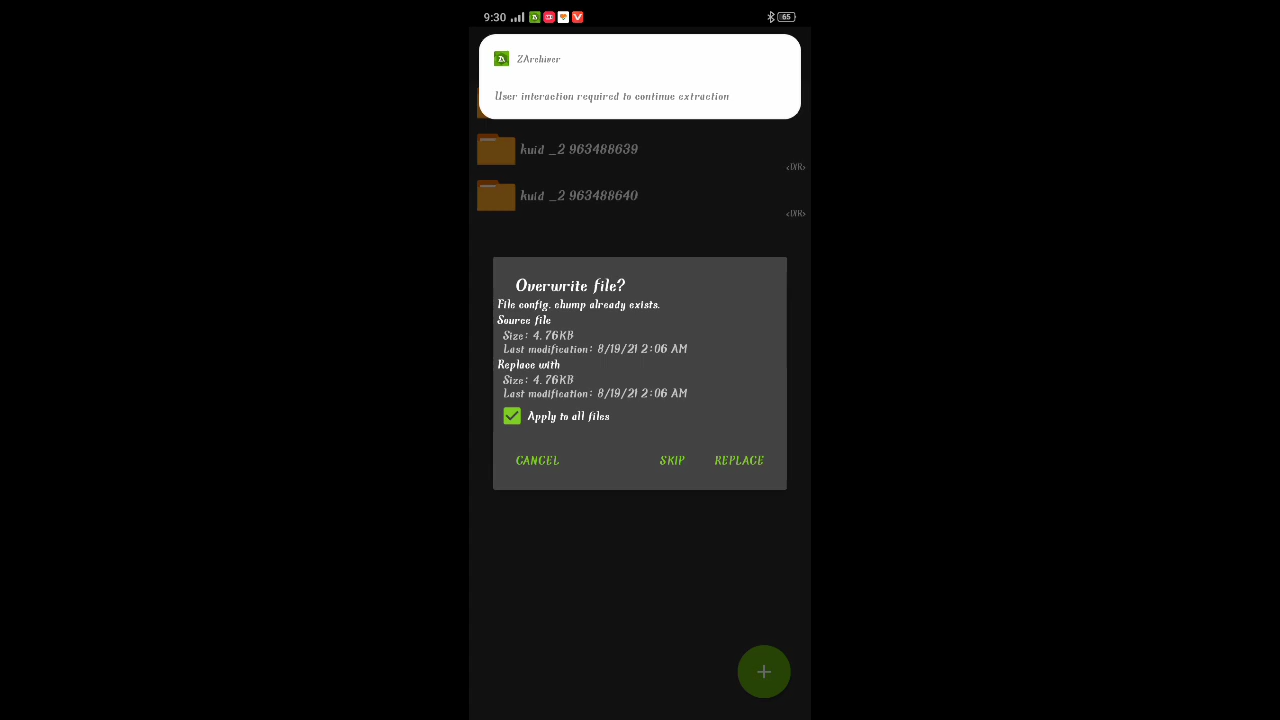 9:30
65
ZArchiver
User interaction required to continue extraction
kuid _2 963488639
<DIR>
kuid _2 963488640
<DIR>
Overwrite file?
File config. chump already exists.
Source file
Size: 4.76KB
Last modification: 8/19/21 2:06 AM
Replace with
Size: 4.76KB
Last modification: 8/19/21 2:06 AM
Apply to all files
CANCEL SKIP REPLACE